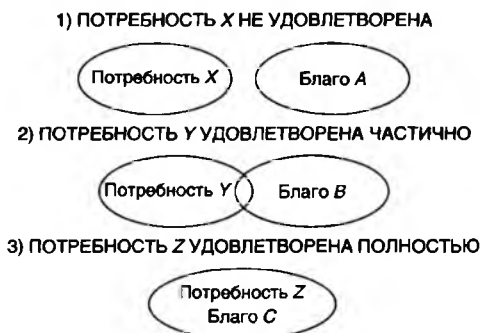 1) ПОТРЕБНОСТЬ X НЕ УДОВЛЕТВОРЕНА
Потребность X
Благо A
2) ПОТРЕБНОСТЬ Y УДОВЛЕТВОРЕНА ЧАСТИЧНО
Потребность Y
Благо B
3) ПОТРЕБНОСТЬ Z УДОВЛЕТВОРЕНА ПОЛНОСТЬЮ
Потребность Z
Благо C